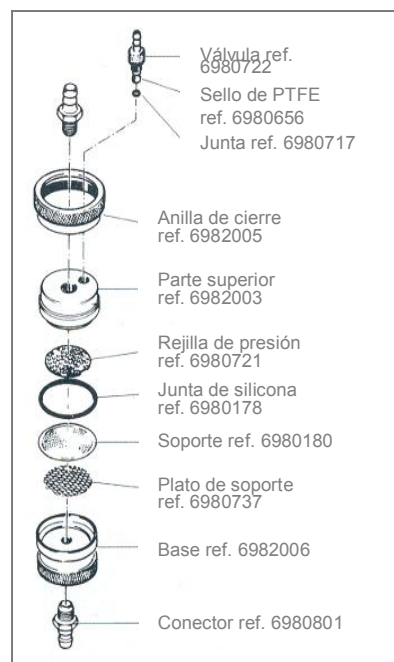 Válvula ref.
6980722
Sello de PTFE
ref. 6980656
Junta ref. 6980717
Anilla de cierre
ref. 6982005
Parte superior
ref. 6982003
Rejilla de presión
ref. 6980721
Junta de silicona
ref. 6980178
Soporte ref. 6980180
Plato de soporte
ref. 6980737
Base ref. 6982006
Conector ref. 6980801